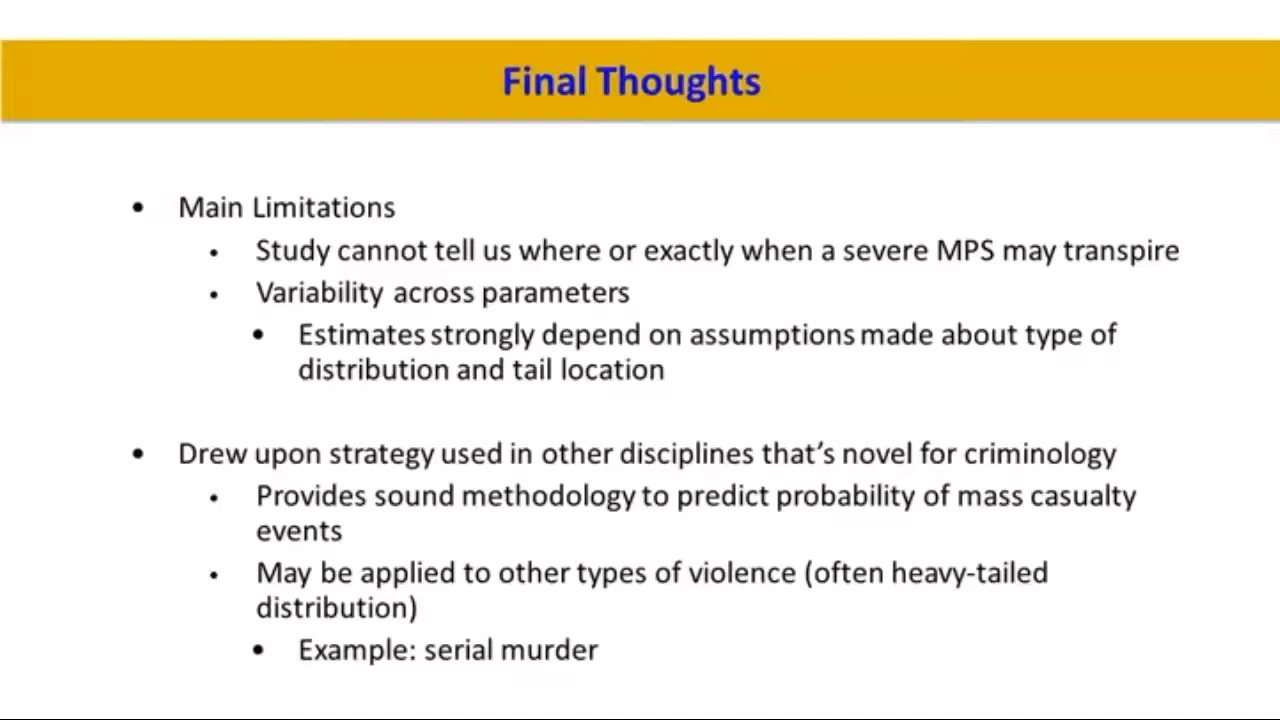 Final Thoughts
• Main Limitations
• Study cannot tell us where or exactly when a severe MPS may transpire
• Variability across parameters
• Estimates strongly depend on assumptions made about type of
distribution and tail location
• Drew upon strategy used in other disciplines that's novel for criminology
• Provides sound methodology to predict probability of mass casualty
events
• May be applied to other types of violence (often heavy-tailed
distribution)
• Example: serial murder